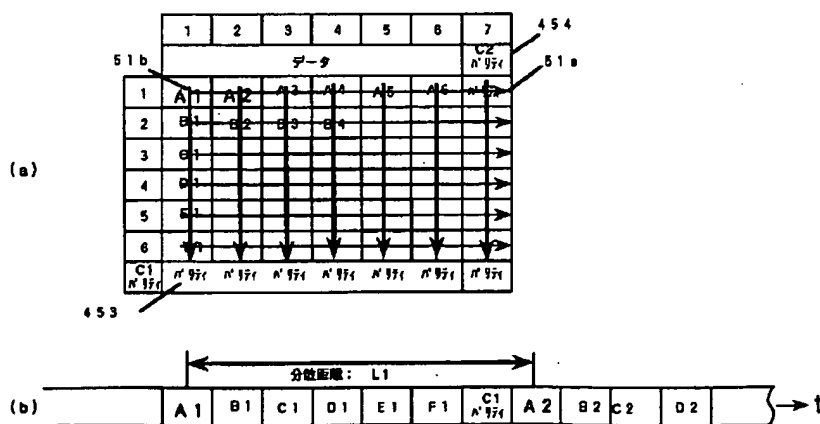 1 2 3 4 5 6 7
454
データ C2 パリティ
51b
51a
1 A1 A2 A3 A4 A5 A6 パリティ
2 B1 B2 B3 B4
3 C1
4 D1
5 E1
6
(a)
C1 パリティ パリティ パリティ パリティ パリティ パリティ パリティ パリティ
453
分散距離: L1
(b) A1 B1 C1 D1 E1 F1 C1 パリティ A2 B2 C2 D2 t